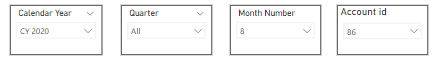 Calendar Year
CY 2020
Quarter
All
Month Number
8
Account id
86